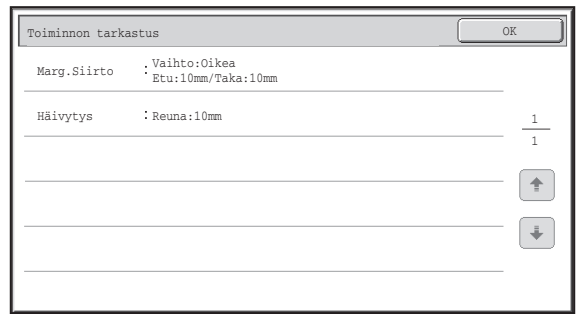 Toiminnon tarkastus
OK
Marg.Siirto : Vaihto:Oikea
Etu:10mm/Taka:10mm
Häivytys : Reuna:10mm
1
1